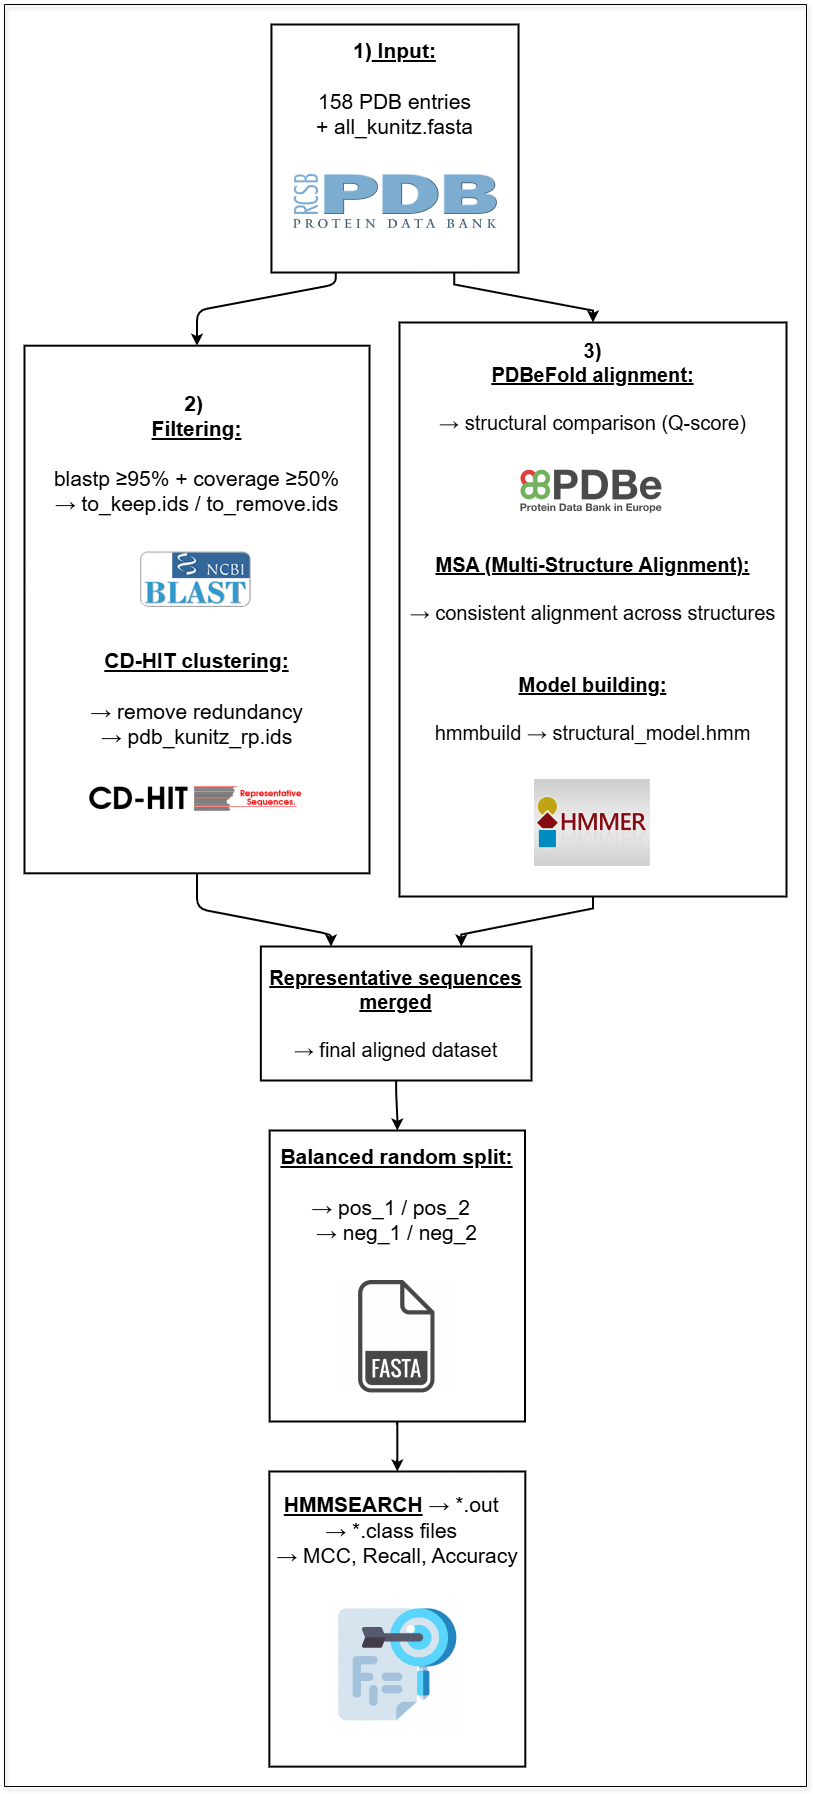 1) Input:
158 PDB entries
+ all_kunitz.fasta
RCSB
PDB
PROTEIN DATA BANK
2)
Filtering:
blastp ≥95% + coverage ≥50%
→ to_keep.ids / to_remove.ids
NCBI
BLAST
CD-HIT clustering:
→ remove redundancy
→ pdb_kunitz_rp.ids
CD-HIT
Representative
Sequences.
3)
PDBeFold alignment:
→ structural comparison (Q-score)
PDBe
Protein Data Bank in Europe
MSA (Multi-Structure Alignment):
→ consistent alignment across structures
Model building:
hmmbuild → structural_model.hmm
HMMER
Representative sequences
merged
→ final aligned dataset
Balanced random split:
→ pos_1 / pos_2
→ neg_1 / neg_2
FASTA
HMMSEARCH → *.out
→ *.class files
→ MCC, Recall, Accuracy